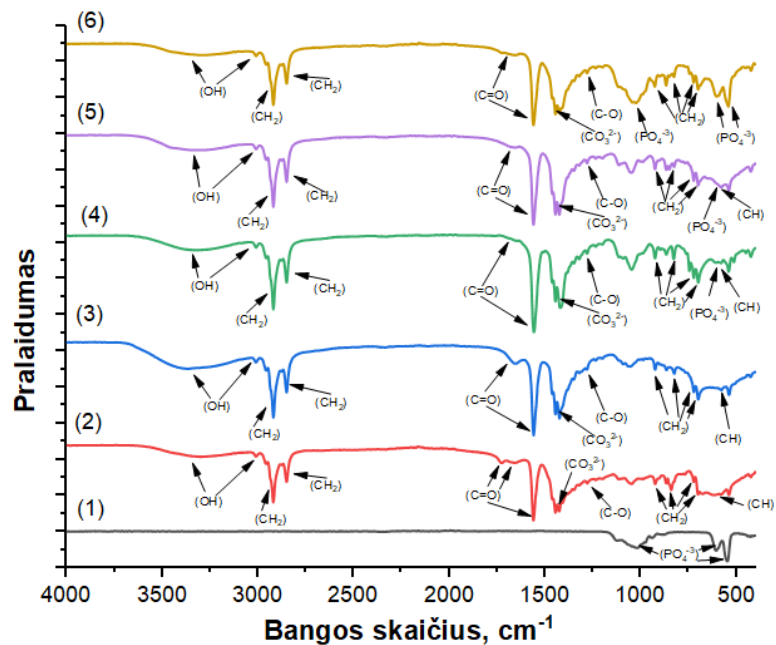 (6)
(OH)
(CH₂)
(CH₂)
(C=O)
(C-O)
(CO₃²⁻)
(PO₄⁻³)
(CH₂)
(PO₄⁻³)
(5)
(OH)
(CH₂)
(CH₂)
(C=O)
(C-O)
(CO₃²⁻)
(CH₂)
(PO₄⁻³)
(CH)
(4)
(OH)
(CH₂)
(CH₂)
(C=O)
(C-O)
(CO₃²⁻)
(CH₂)
(PO₄⁻³)
(CH)
(3)
(OH)
(CH₂)
(CH₂)
(C=O)
(C-O)
(CO₃²⁻)
(CH₂)
(CH)
(2)
(OH)
(CH₂)
(CH₂)
(C=O)
(CO₃²⁻)
(C-O)
(CH₂)
(CH)
(1)
(PO₄⁻³)
Pralaidumas
4000 3500 3000 2500 2000 1500 1000 500
Bangos skaičius, cm⁻¹